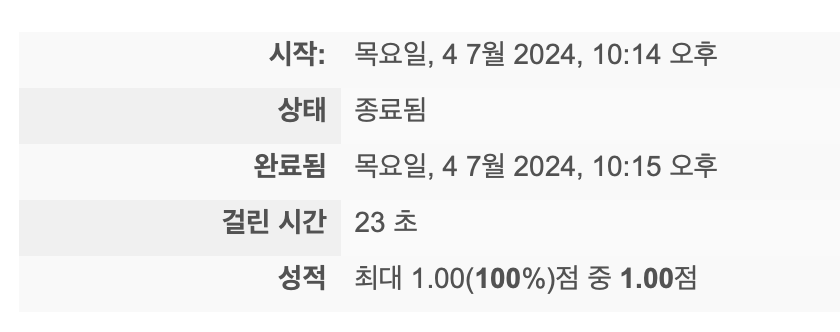 시작: 목요일, 4 7월 2024, 10:14 오후
상태 종료됨
완료됨 목요일, 4 7월 2024, 10:15 오후
걸린 시간 23 초
성적 최대 1.00(100%)점 중 1.00점